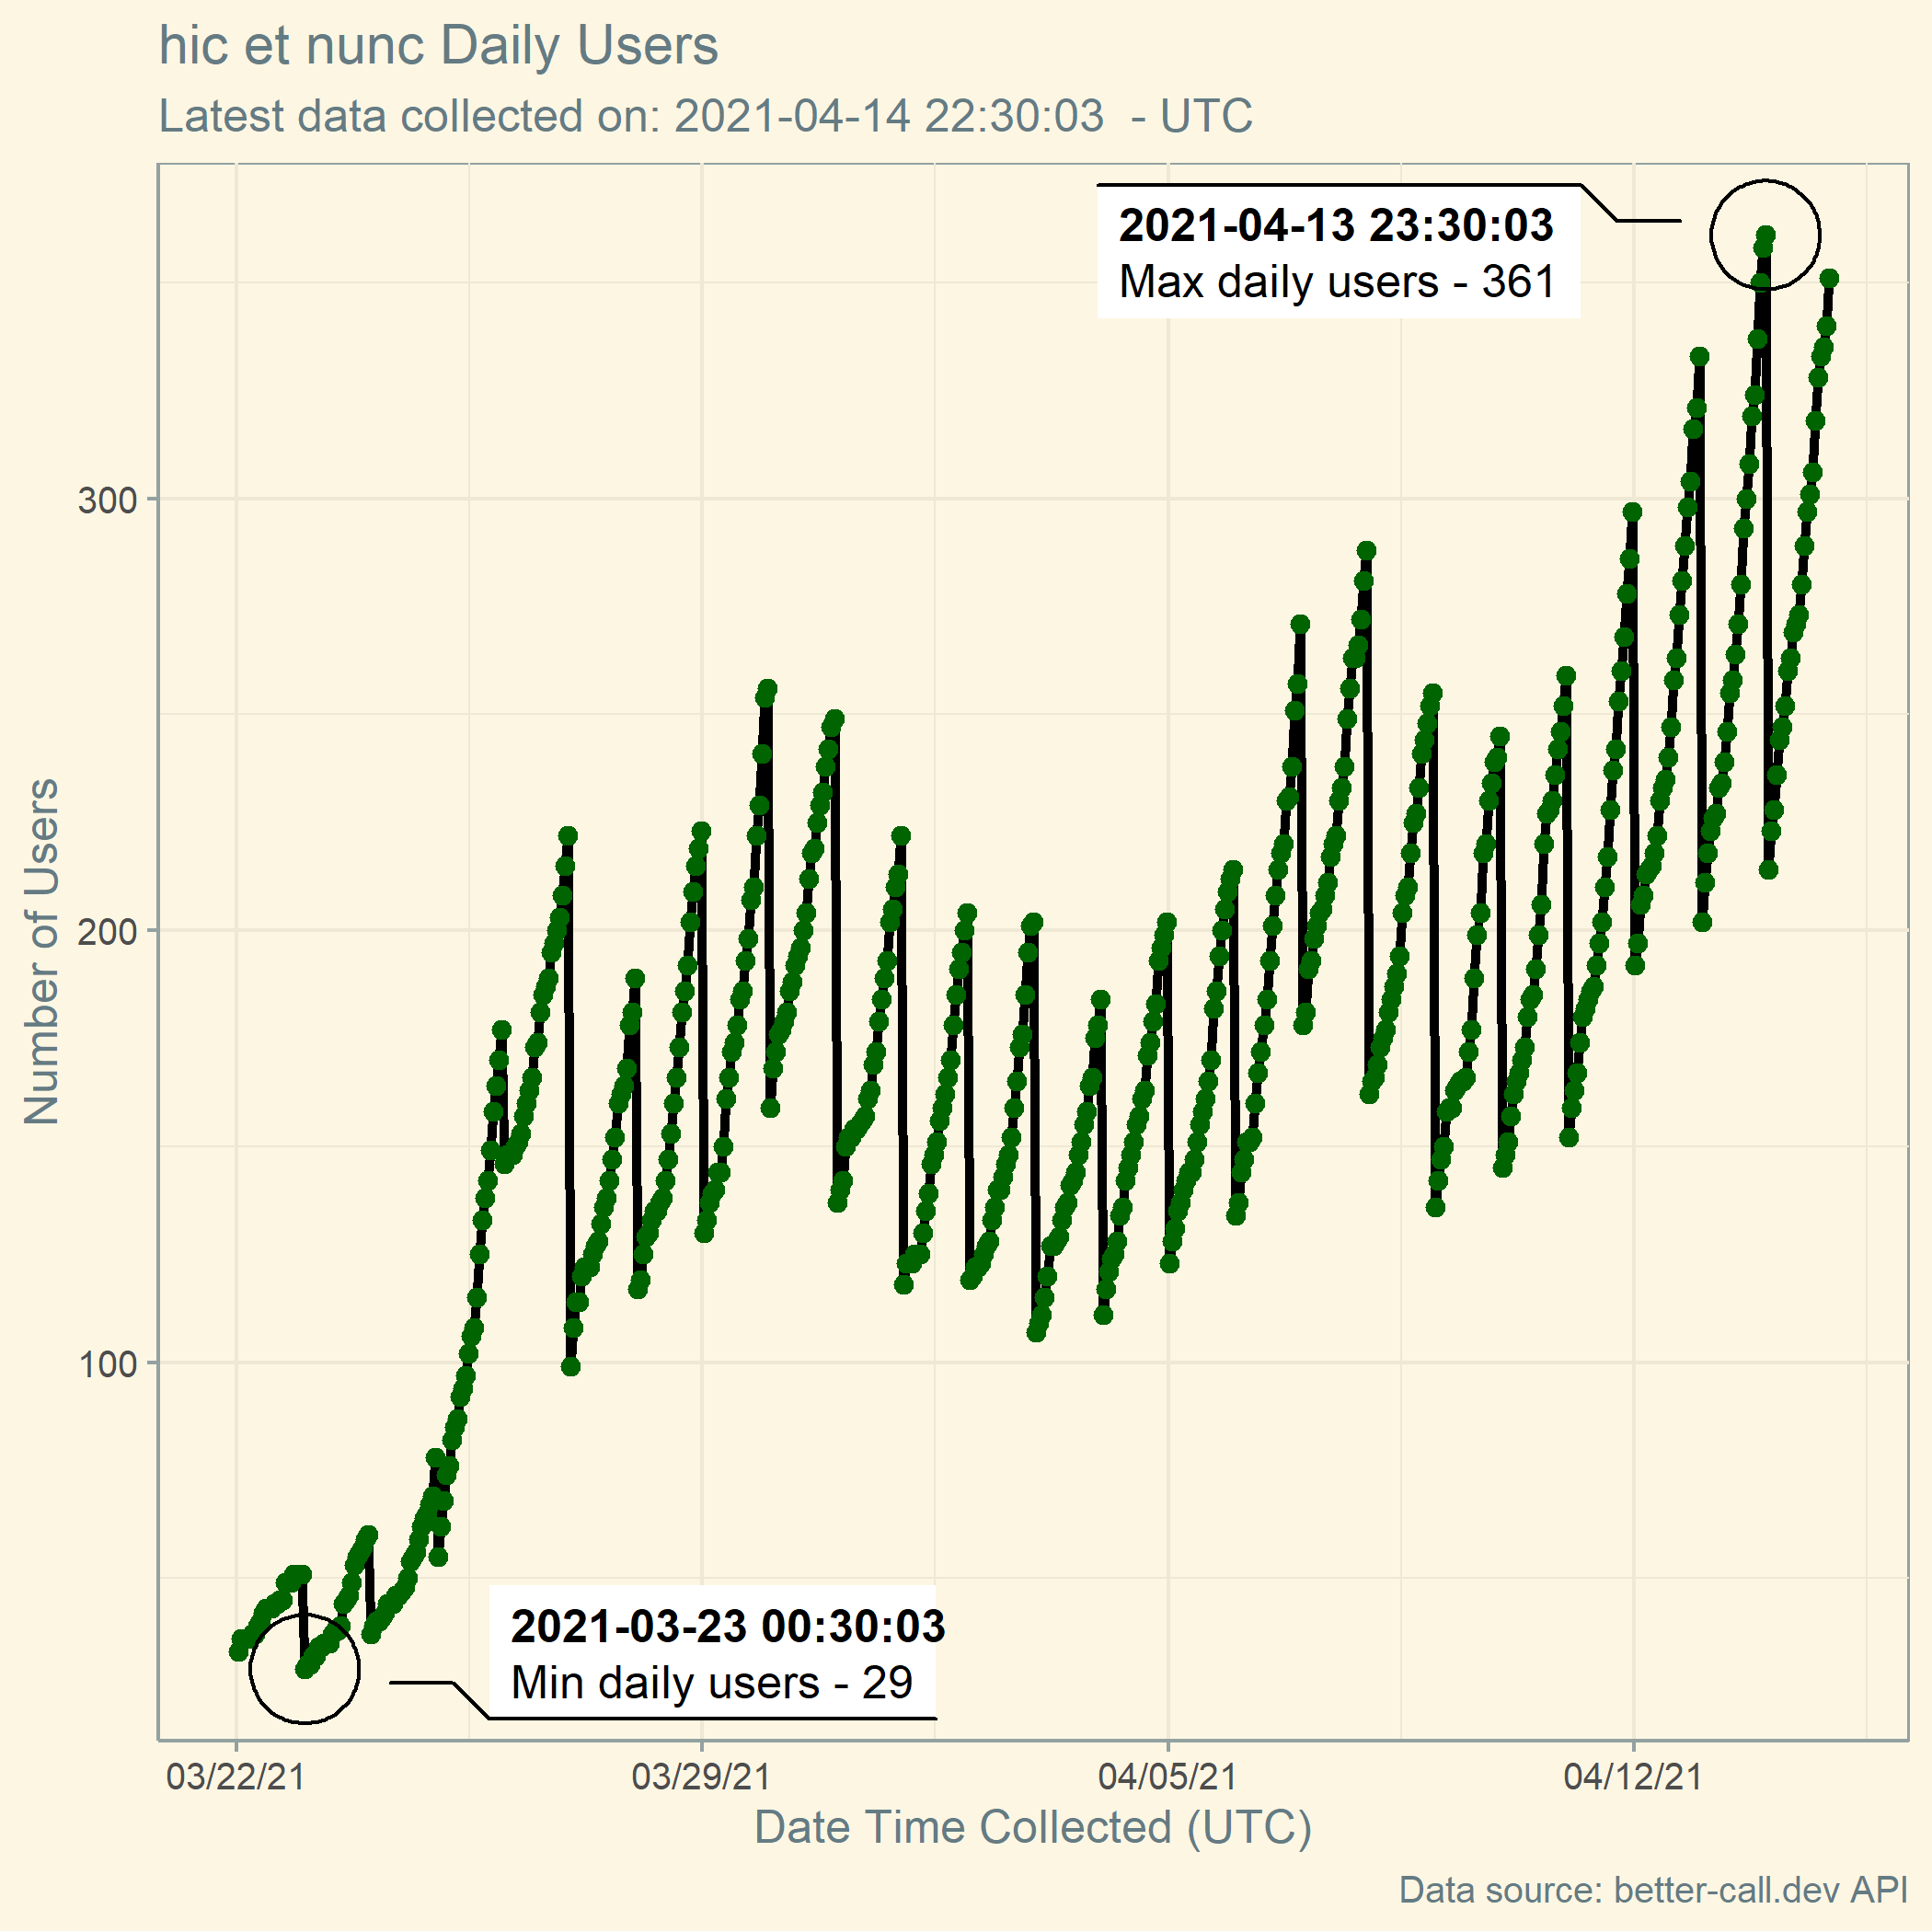 hic et nunc Daily Users
Latest data collected on: 2021-04-14 22:30:03  - UTC
2021-04-13 23:30:03
Max daily users - 361
300
200
100
Number of Users
2021-03-23 00:30:03
Min daily users - 29
03/22/21 03/29/21 04/05/21 04/12/21
Date Time Collected (UTC)
Data source: better-call.dev API